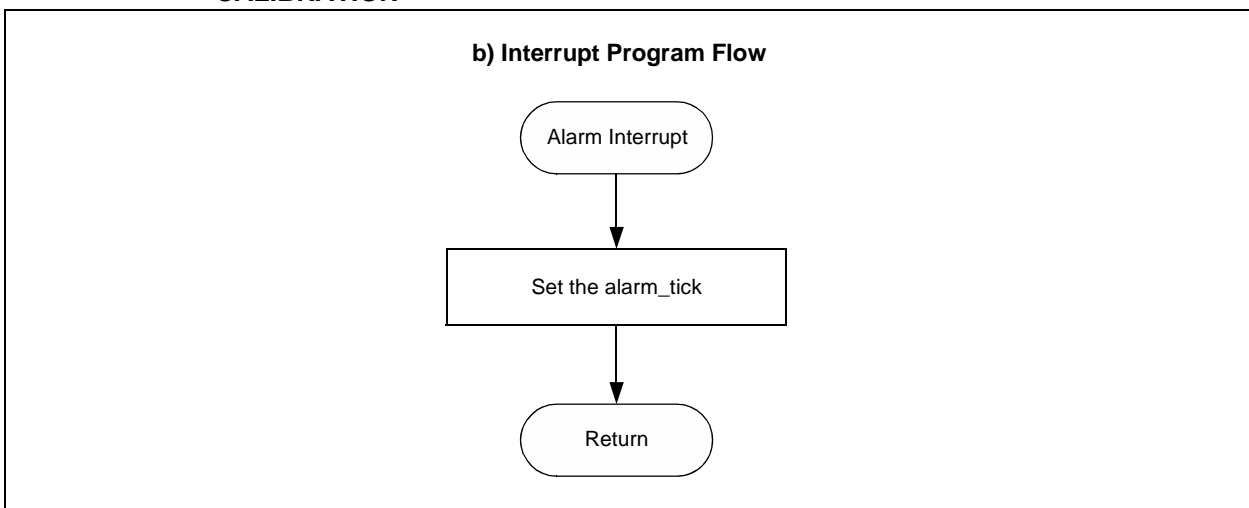 b) Interrupt Program Flow
Alarm Interrupt
Set the alarm_tick
Return